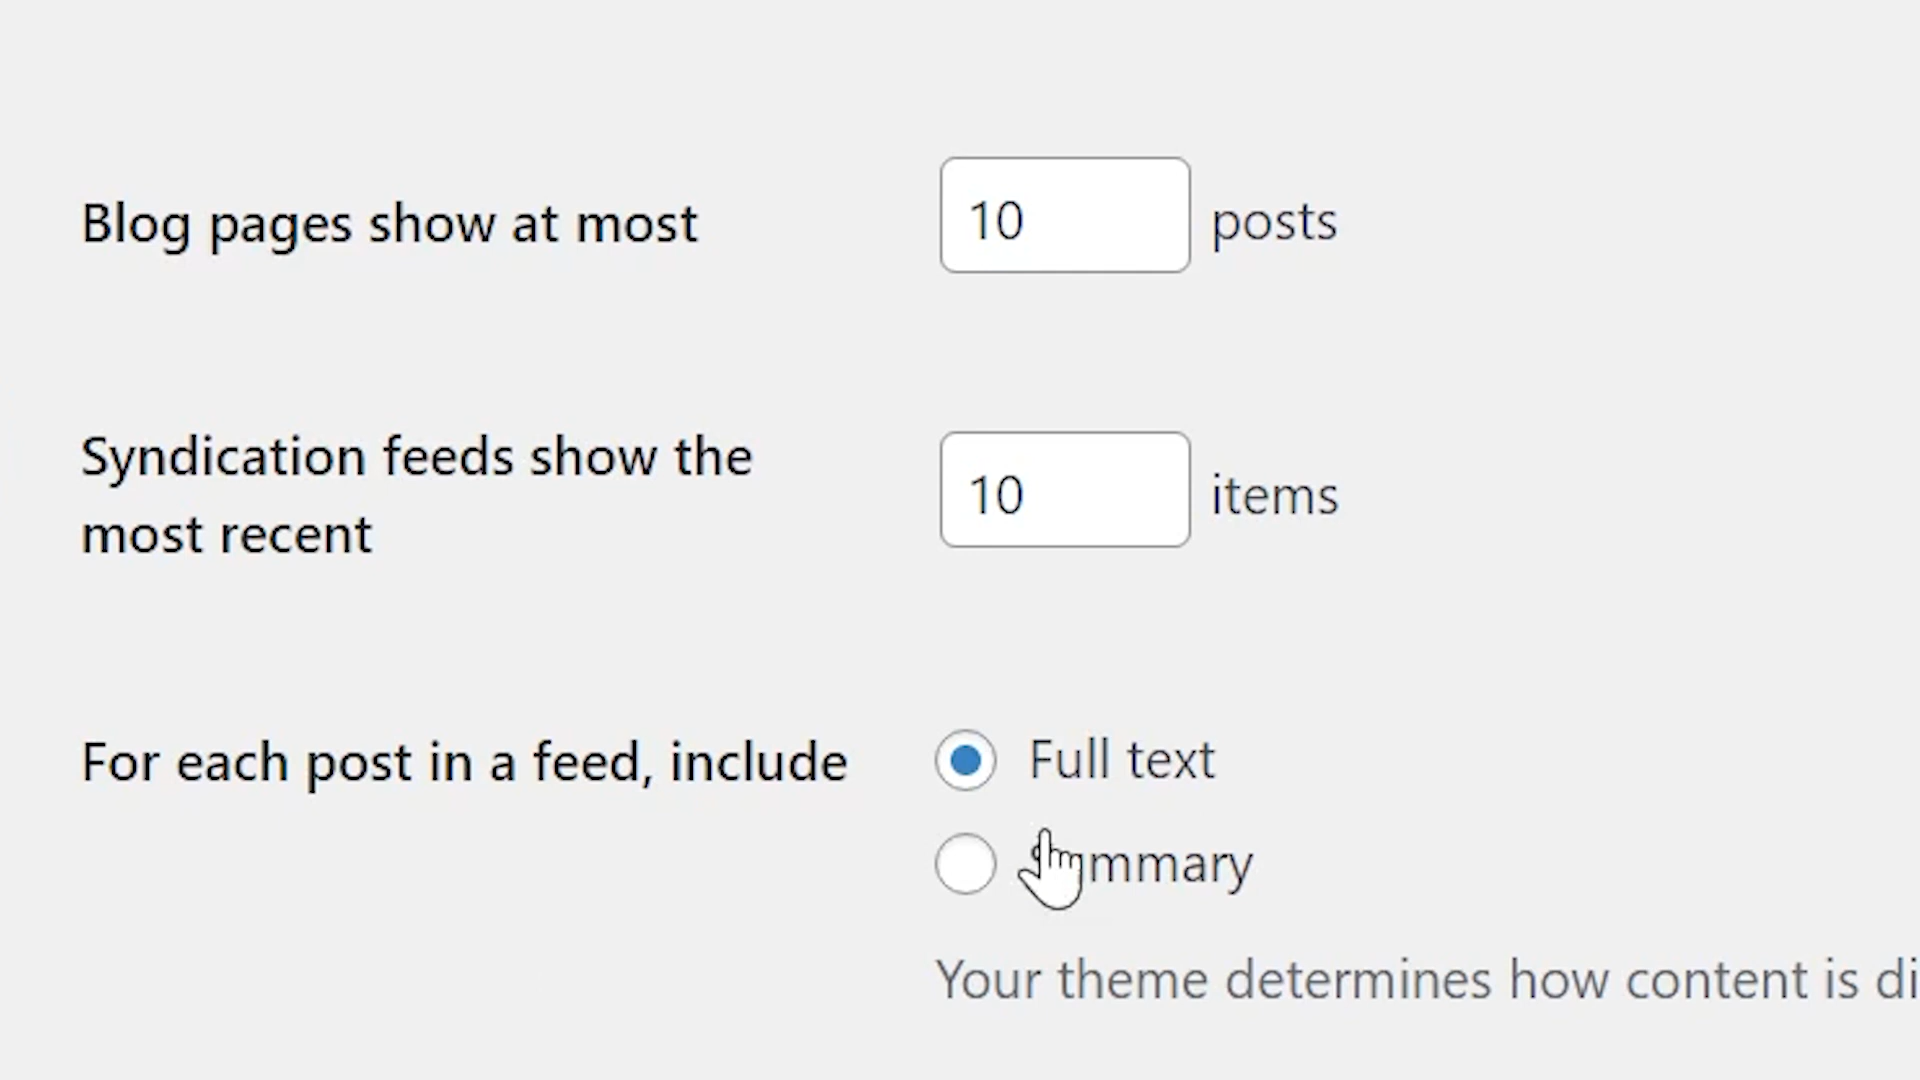 Blog pages show at most 10 posts
Syndication feeds show the
most recent
10 items
For each post in a feed, include
Full text
Summary
Your theme determines how content is di